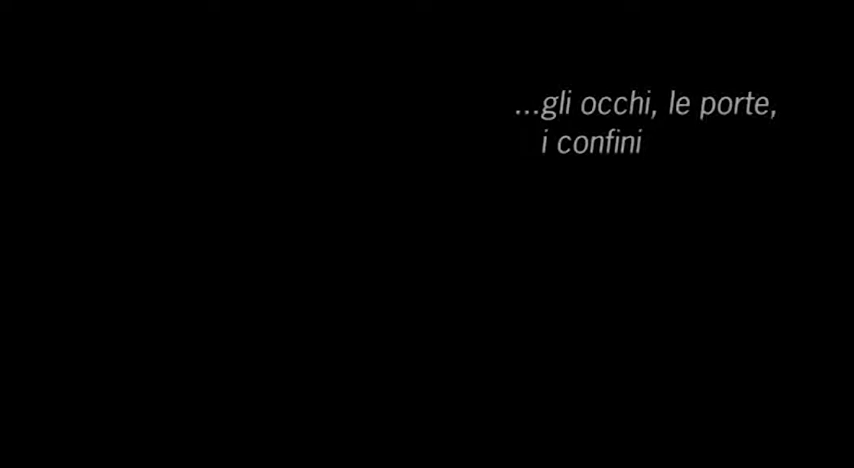 ...gli occhi, le porte,
i confini